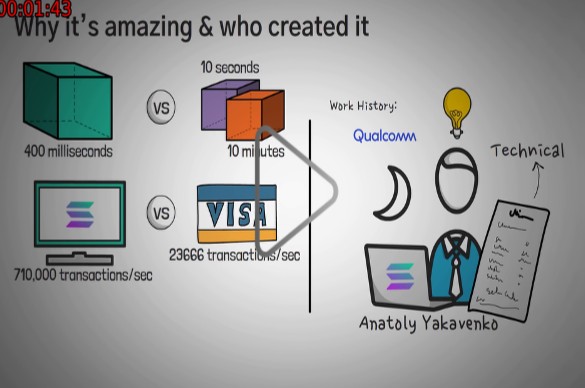 00:01:43
Why it's amazing & who created it
10 seconds
VS
400 milliseconds
10 minutes
VS
VISA
23666 transactions/sec
710,000 transactions/sec
Work History:
Qualcomm
Technical
Anatoly Yakavenko